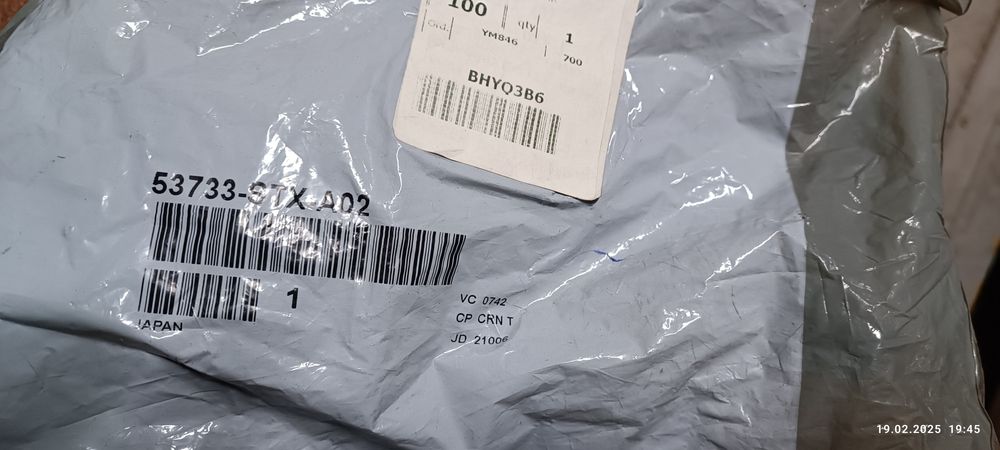 100 qty 1
Ord.
YM846 700
BHYQ3B6
53733-STX-A02
1
JAPAN
VC 0742
CP CRN T
JD 21006
19.02.2025 19:45